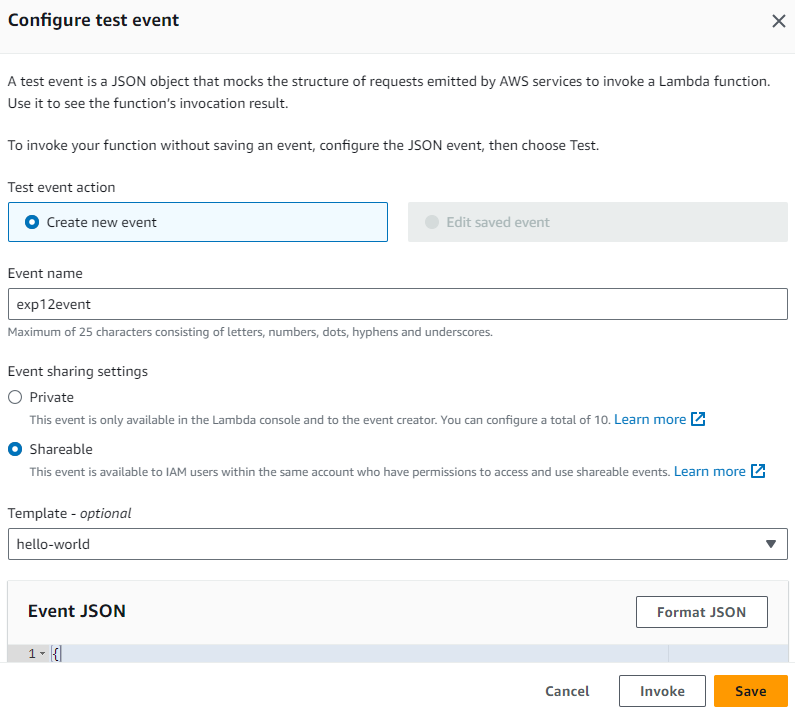 Configure test event
A test event is a JSON object that mocks the structure of requests emitted by AWS services to invoke a Lambda function.
Use it to see the function's invocation result.
To invoke your function without saving an event, configure the JSON event, then choose Test.
Test event action
Create new event
Edit saved event
Event name
exp12event
Maximum of 25 characters consisting of letters, numbers, dots, hyphens and underscores.
Event sharing settings
Private
This event is only available in the Lambda console and to the event creator. You can configure a total of 10. Learn more
Shareable
This event is available to IAM users within the same account who have permissions to access and use shareable events. Learn more
Template - optional
hello-world
Event JSON
Format JSON
1 {
Cancel
Invoke
Save